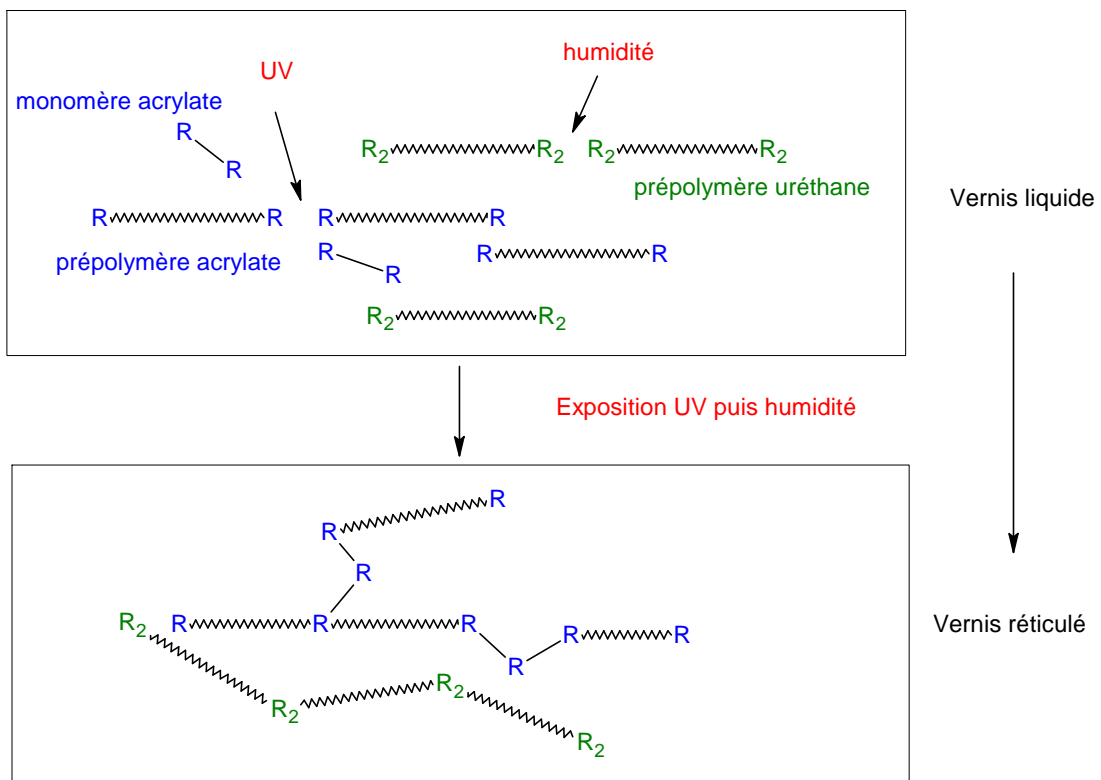 humidité
UV
monomère acrylate
R
R
R₂ R₂ R₂ R₂
prépolymère uréthane
Vernis liquide
R R R R
R R R
prépolymère acrylate
R
R₂ R₂
Exposition UV puis humidité
R
R
R
R₂ R R R R R
Vernis réticulé
R
R₂
R₂
R₂